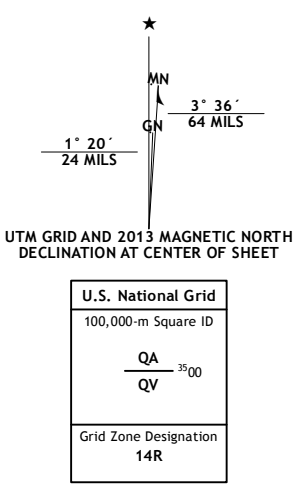 MN
3° 36´
64 MILS
GN
1° 20´
24 MILS
UTM GRID AND 2013 MAGNETIC NORTH
DECLINATION AT CENTER OF SHEET
U.S. National Grid
100,000-m Square ID
QA
3500
QV
Grid Zone Designation
14R